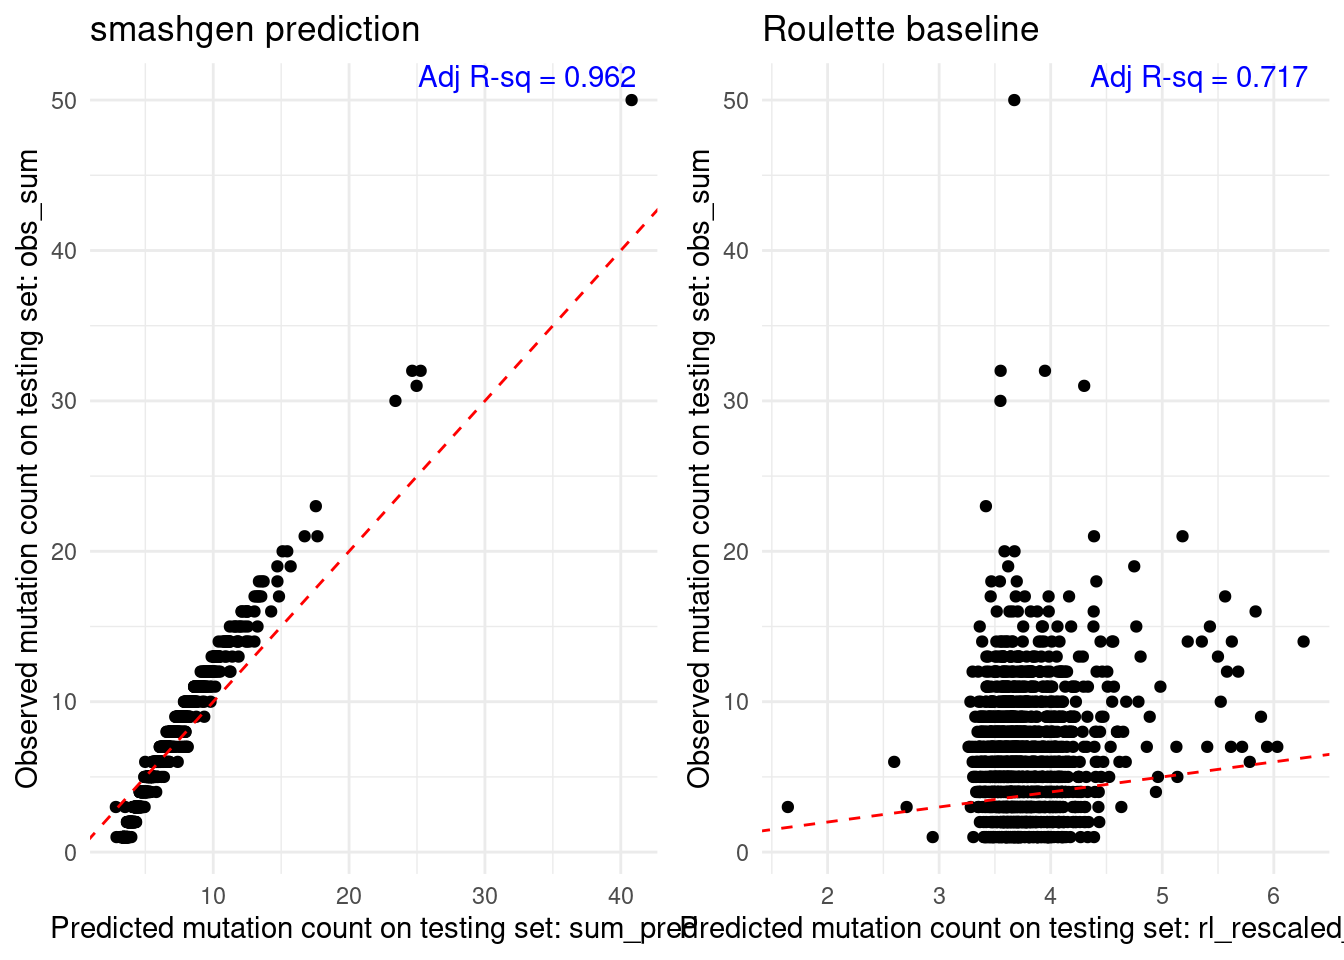 smashgen prediction
Adj R-sq = 0.962
Observed mutation count on testing set: obs_sum
50
40
30
20
10
0
10
20
30
40
Predicted mutation count on testing set: sum_pred
Roulette baseline
Adj R-sq = 0.717
Observed mutation count on testing set: obs_sum
50
40
30
20
10
0
2
3
4
5
6
Predicted mutation count on testing set: rl_rescaled_